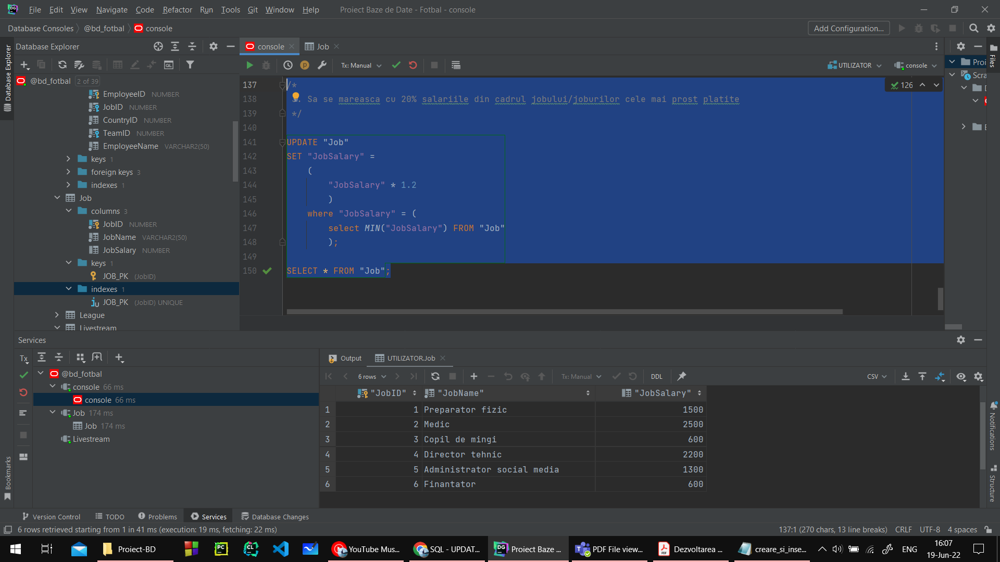 File Edit View Navigate Code Refactor Run Tools Git Window Help Proiect Baze de Date - Fotbal - console
Database Consoles @bd_fotbal console Add Configuration...
Database Explorer
console
Job
Tx: Manual
UTILIZATOR
console
@bd_fotbal 2 of 39
EmployeeID NUMBER
JobID NUMBER
CountryID NUMBER
TeamID NUMBER
EmployeeName VARCHAR2(50)
keys 1
foreign keys 3
indexes 1
Job
columns 3
JobID NUMBER
JobName VARCHAR2(50)
JobSalary NUMBER
keys 1
JOB_PK (JobID)
indexes 1
JOB_PK (JobID) UNIQUE
League
Livestream
126
137 /*
138 . Sa se mareasca cu 20% salariile din cadrul jobului/joburilor cele mai prost platite
139 */
140
141 UPDATE "Job"
142 SET "JobSalary" =
143 (
144 "JobSalary" * 1.2
145 )
146 where "JobSalary" = (
147 select MIN("JobSalary") FROM "Job"
148 );
149
150 SELECT * FROM "Job";
Proi
Scra
Files
Database Explorer
Services
Tx
@bd_fotbal
console 66 ms
console 66 ms
Job 174 ms
Job 174 ms
Livestream
Output
UTILIZATOR.Job
6 rows
Tx: Manual
DDL
CSV
"JobID" "JobName" "JobSalary"
1 1 Preparator fizic 1500
2 2 Medic 2500
3 3 Copil de mingi 600
4 4 Director tehnic 2200
5 5 Administrator social media 1300
6 6 Finantator 600
Notifications
Structure
Bookmarks
Version Control TODO Problems Services Database Changes
6 rows retrieved starting from 1 in 41 ms (execution: 19 ms, fetching: 22 ms)
137:1 (270 chars, 13 line breaks) CRLF UTF-8 4 spaces
Proiect-BD
YouTube Mus...
SQL - UPDAT...
Proiect Baze ...
PDF File view...
Dezvoltarea ...
creare_si_inse...
ENG
16:07
19-Jun-22